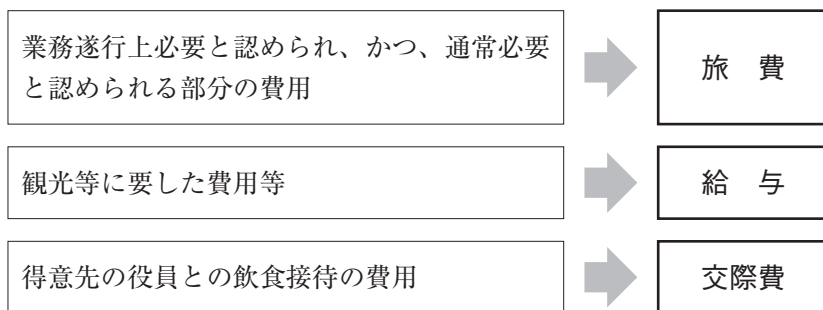 業務遂行上必要と認められ、かつ、通常必要
と認められる部分の費用
旅　費
観光等に要した費用等
給　与
得意先の役員との飲食接待の費用
交際費